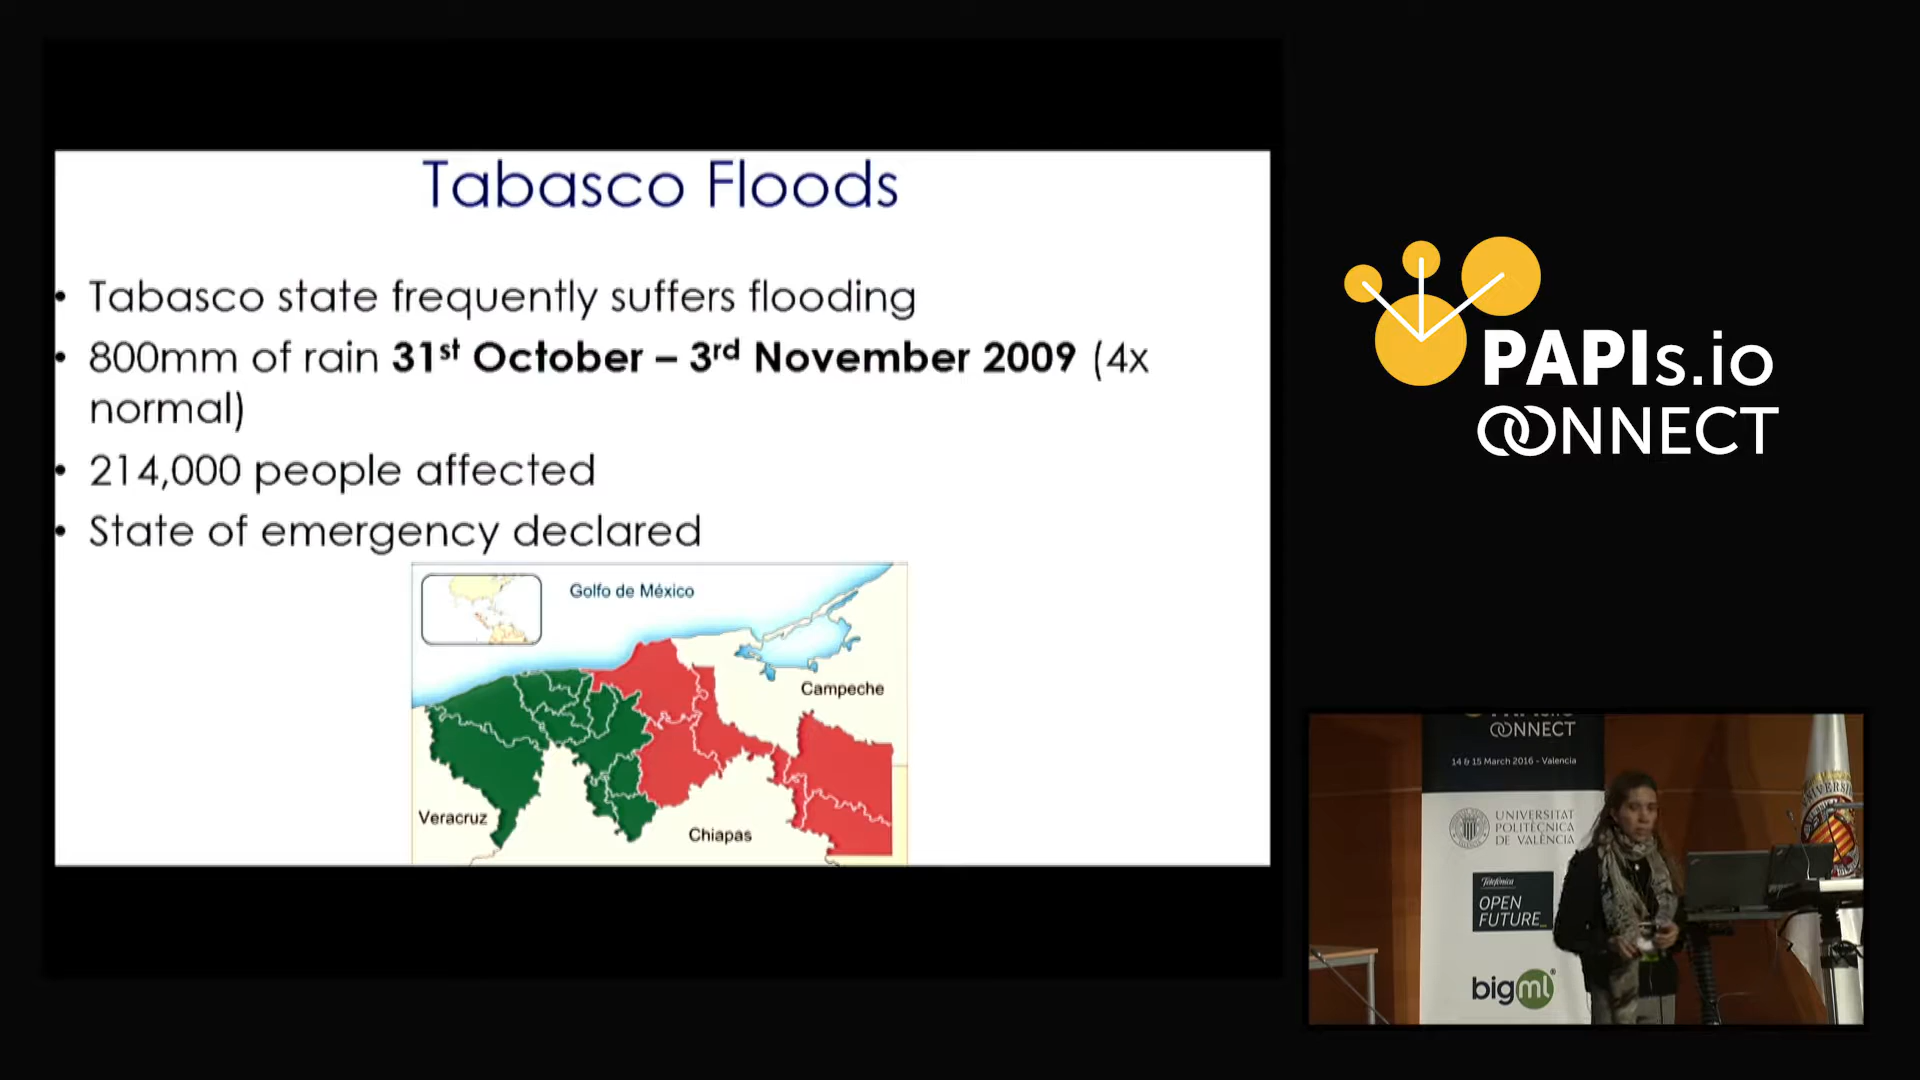 Tabasco Floods
• Tabasco state frequently suffers flooding
• 800mm of rain 31st October – 3rd November 2009 (4x
normal)
• 214,000 people affected
• State of emergency declared
Golfo de México
Campeche
Veracruz
Chiapas
PAPIs.io
CONNECT
CONNECT
14 & 15 March 2016 - Valencia
UNIVERSITAT
POLITÈCNICA
DE VALÈNCIA
Telefónica
OPEN
FUTURE_
bigml®